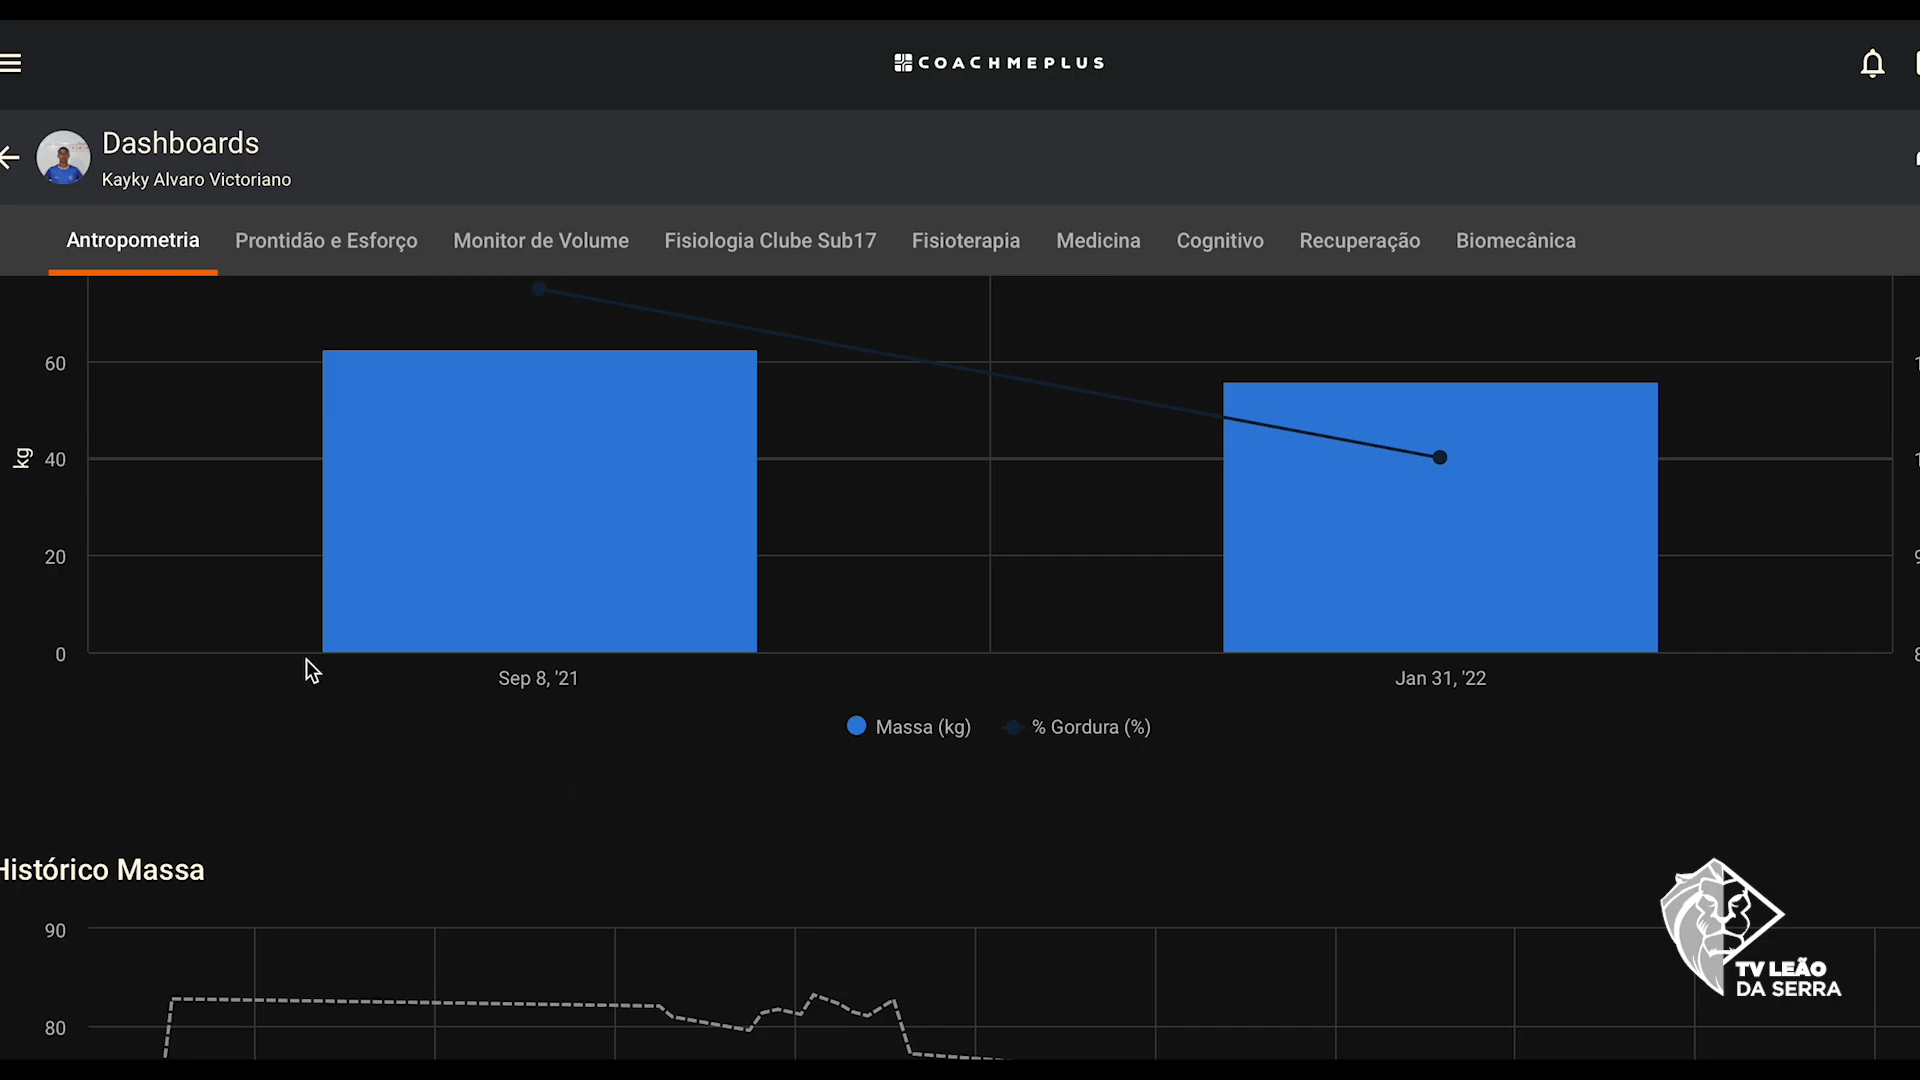 COACHMEPLUS
Dashboards
Kayky Alvaro Victoriano
Antropometria Prontidão e Esforço Monitor de Volume Fisiologia Clube Sub17 Fisioterapia Medicina Cognitivo Recuperação Biomecânica
60
kg
40
20
0
Sep 8, '21 Jan 31, '22
Massa (kg) % Gordura (%)
Histórico Massa
90
80
TV LEÃO
DA SERRA